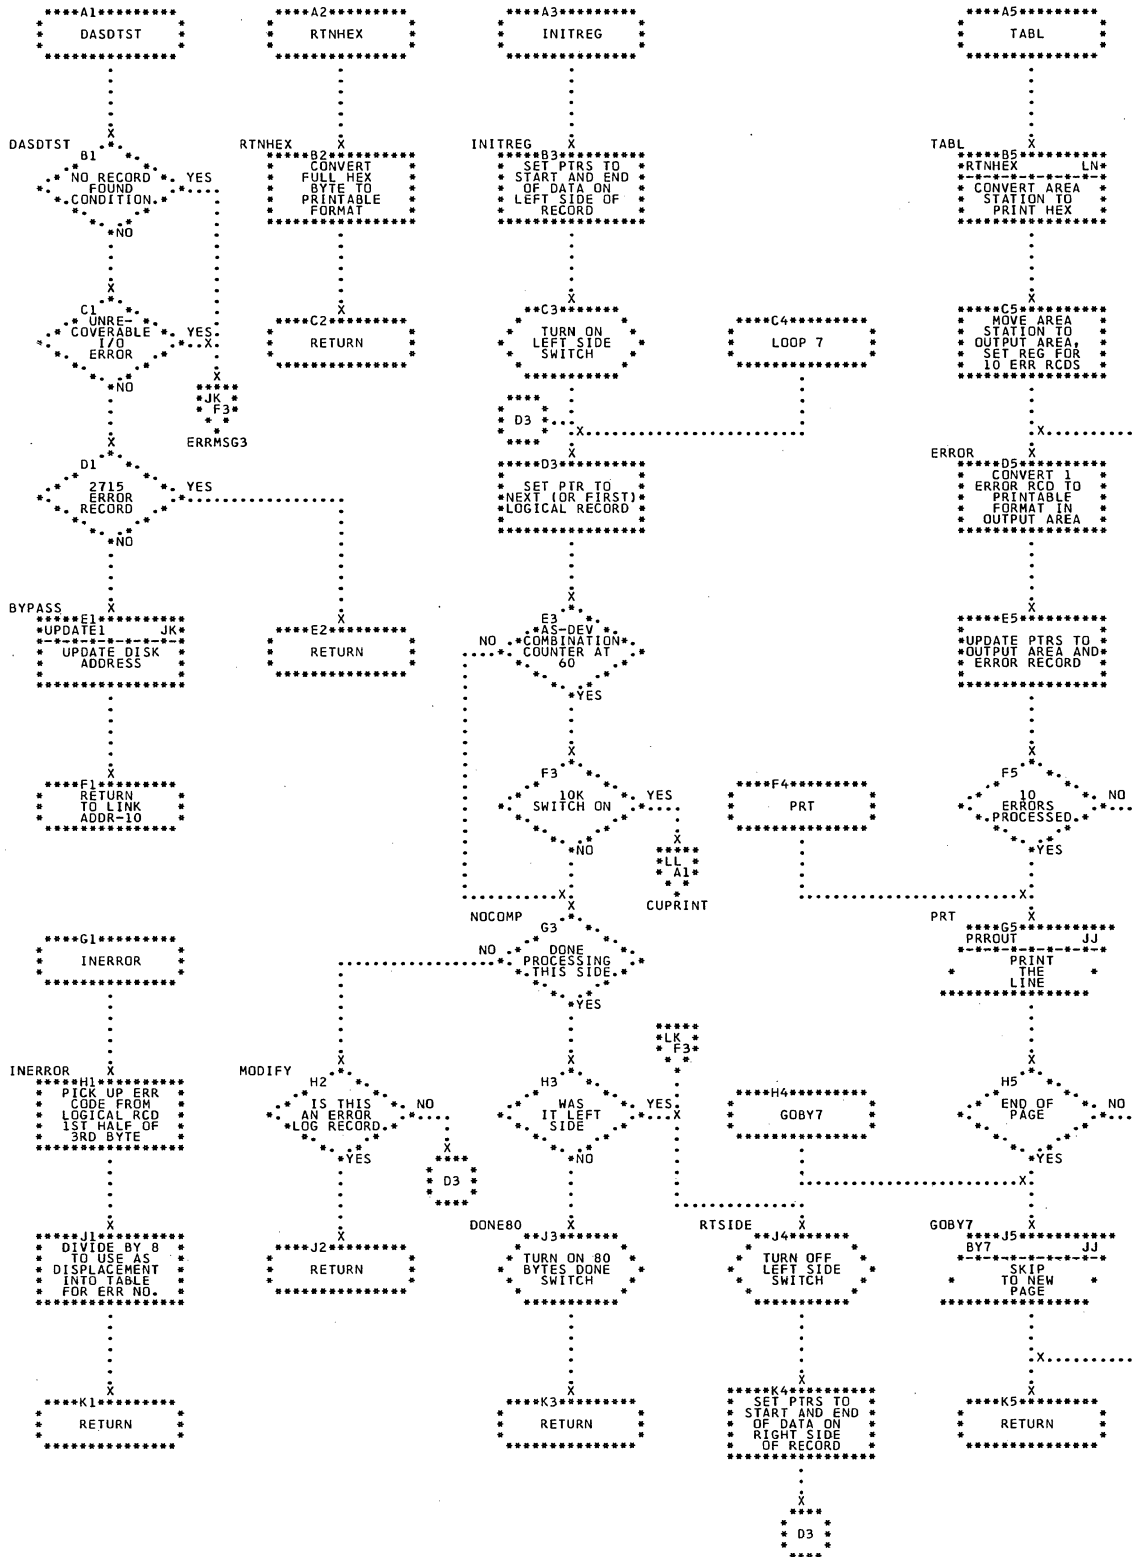 A1
DASDTST
A2
RTNHEX
A3
INITREG
A5
TABL
DASDTST
B1
NO RECORD
FOUND
CONDITION
YES
NO
RTNHEX
B2
CONVERT
FULL HEX
BYTE TO
PRINTABLE
FORMAT
INITREG
B3
SET PTRS TO
START AND END
OF DATA ON
LEFT SIDE OF
RECORD
TABL
B5
RTNHEX LN
CONVERT AREA
STATION TO
PRINT HEX
C1
UNRE-
COVERABLE
I/O
ERROR
YES
NO
JK
F3
ERRMSG3
C2
RETURN
C3
TURN ON
LEFT SIDE
SWITCH
C4
LOOP 7
C5
MOVE AREA
STATION TO
OUTPUT AREA,
SET REG FOR
10 ERR RCDS
D3
D1
2715
ERROR
RECORD
YES
NO
D3
SET PTR TO
NEXT (OR FIRST)
LOGICAL RECORD
ERROR
D5
CONVERT 1
ERROR RCD TO
PRINTABLE
FORMAT IN
OUTPUT AREA
BYPASS
E1
UPDATE1 JK
UPDATE DISK
ADDRESS
E2
RETURN
E3
AS-DEV
COMBINATION
COUNTER AT
60
NO
YES
E5
UPDATE PTRS TO
OUTPUT AREA AND
ERROR RECORD
F1
RETURN
TO LINK
ADDR-10
F3
10K
SWITCH ON
YES
NO
LL
A1
CUPRINT
F4
PRT
F5
10
ERRORS
PROCESSED
NO
YES
G1
INERROR
NOCOMP
G3
DONE
PROCESSING
THIS SIDE
NO
YES
PRT
G5
PRROUT JJ
PRINT
THE
LINE
LK
F3
INERROR
H1
PICK UP ERR
CODE FROM
LOGICAL RCD
1ST HALF OF
3RD BYTE
MODIFY
H2
IS THIS
AN ERROR
LOG RECORD
NO
YES
D3
H3
WAS
IT LEFT
SIDE
YES
NO
H4
GOBY7
H5
END OF
PAGE
NO
YES
J1
DIVIDE BY 8
TO USE AS
DISPLACEMENT
INTO TABLE
FOR ERR NO.
J2
RETURN
DONE80
J3
TURN ON 80
BYTES DONE
SWITCH
RTSIDE
J4
TURN OFF
LEFT SIDE
SWITCH
GOBY7
J5
BY7 JJ
SKIP
TO NEW
PAGE
K1
RETURN
K3
RETURN
K4
SET PTRS TO
START AND END
OF DATA ON
RIGHT SIDE
OF RECORD
K5
RETURN
D3